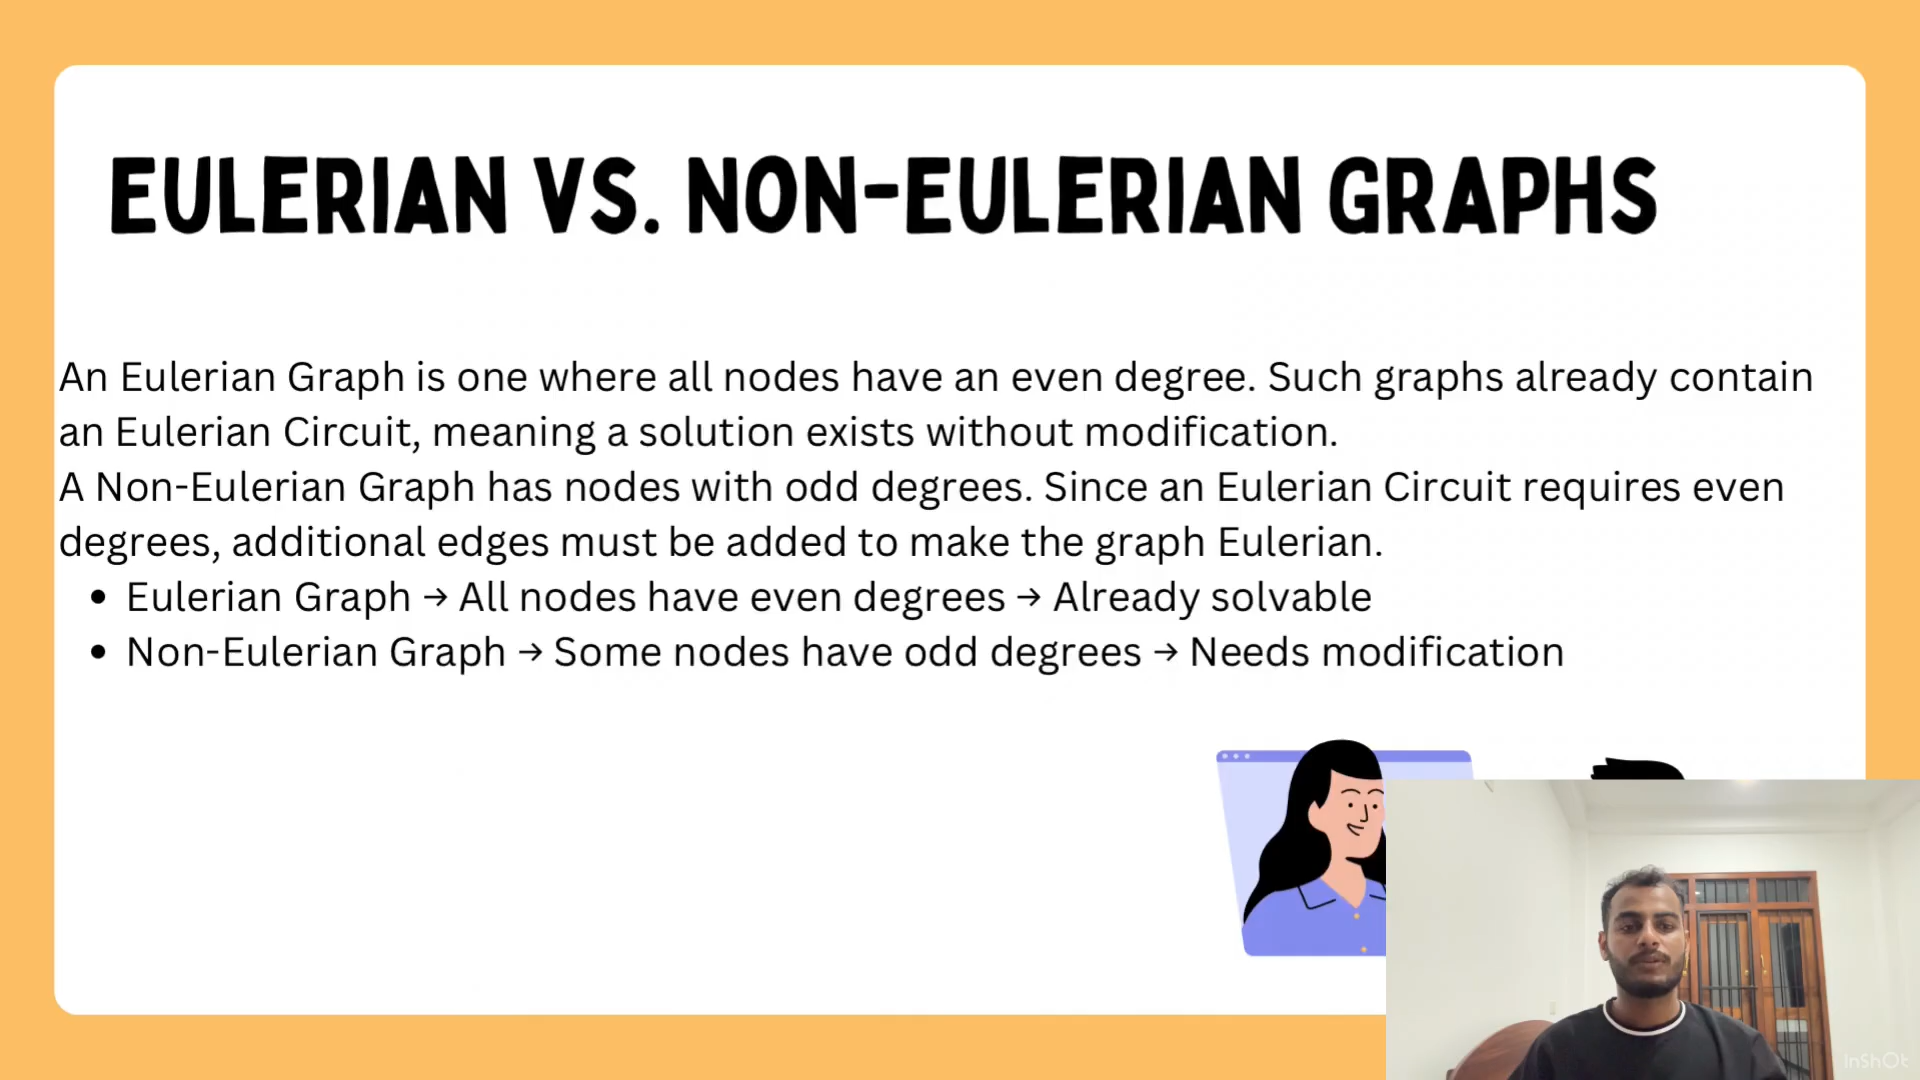 EULERIAN VS. NON-EULERIAN GRAPHS
An Eulerian Graph is one where all nodes have an even degree. Such graphs already contain
an Eulerian Circuit, meaning a solution exists without modification.
A Non-Eulerian Graph has nodes with odd degrees. Since an Eulerian Circuit requires even
degrees, additional edges must be added to make the graph Eulerian.
• Eulerian Graph → All nodes have even degrees → Already solvable
• Non-Eulerian Graph → Some nodes have odd degrees → Needs modification
InShOt